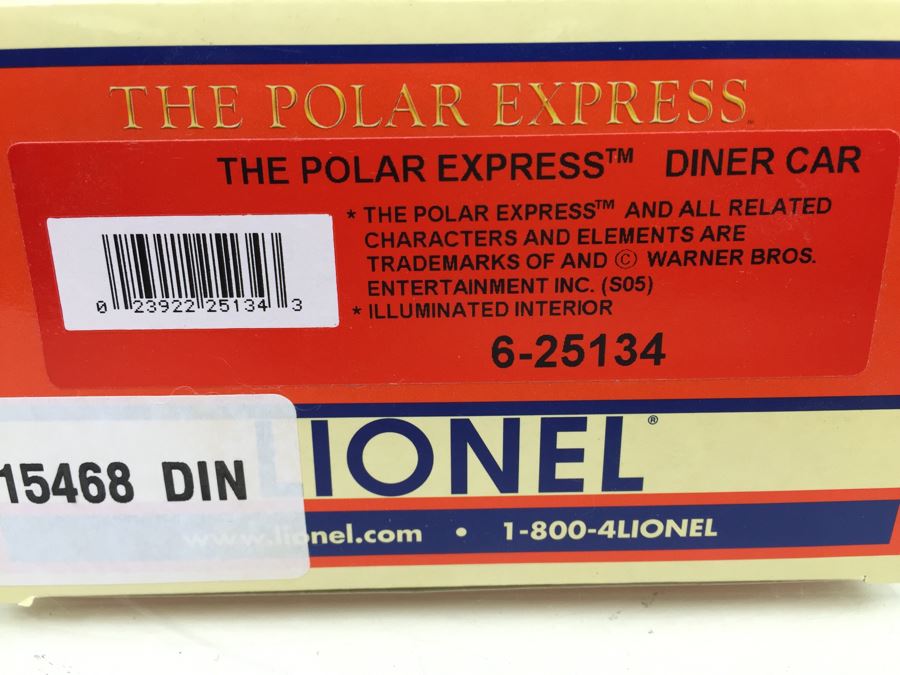 THE POLAR EXPRESS™
THE POLAR EXPRESS™ DINER CAR
* THE POLAR EXPRESS™ AND ALL RELATED
CHARACTERS AND ELEMENTS ARE
TRADEMARKS OF AND © WARNER BROS.
ENTERTAINMENT INC. (S05)
* ILLUMINATED INTERIOR
0 23922 25134 3
6-25134
LIONEL®
15468 DIN
www.lionel.com • 1-800-4LIONEL